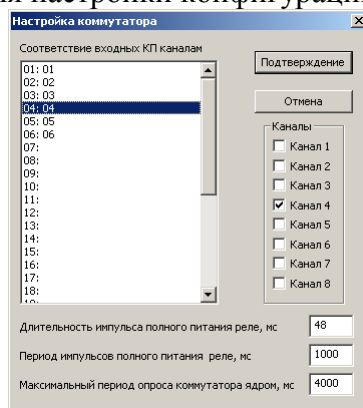 я настройки конфигураци
Настройка коммутатора
Соответствие входных КП каналам
Подтверждение
Отмена
01: 01
02: 02
03: 03
04: 04
05: 05
06: 06
07:
08:
09:
10:
11:
12:
13:
14:
15:
16:
17:
18:
Каналы
Канал 1
Канал 2
Канал 3
Канал 4
Канал 5
Канал 6
Канал 7
Канал 8
Длительность импульса полного питания реле, мс 48
Период импульсов полного питания реле, мс 1000
Максимальный период опроса коммутатора ядром, мс 4000